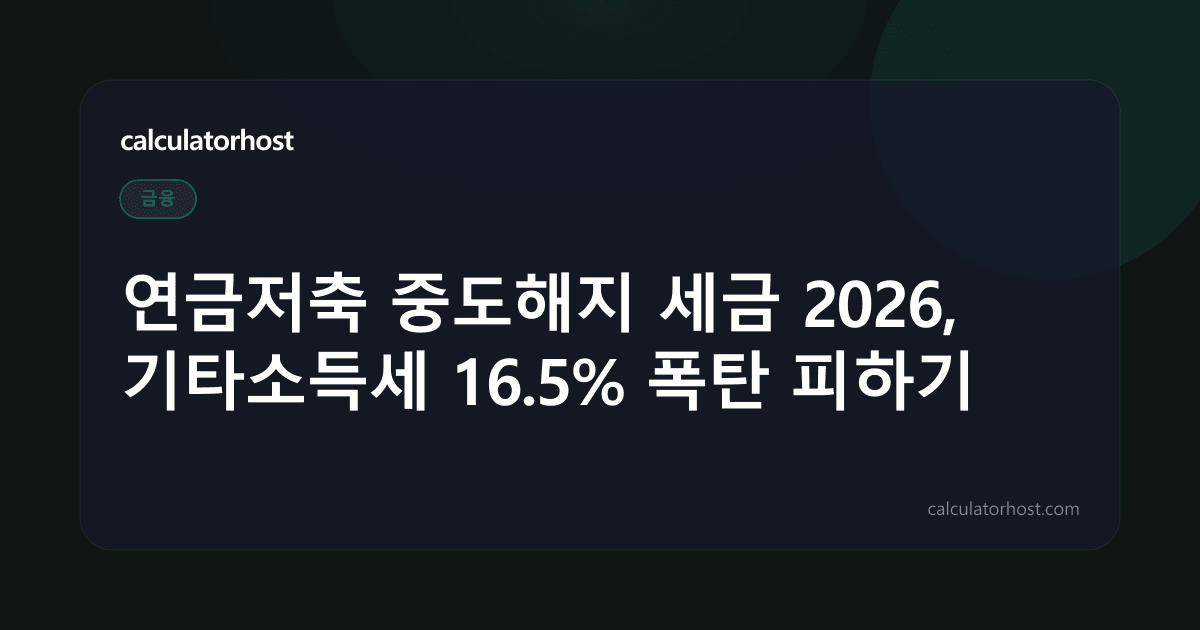 calculatorhost
금융
연금저축 중도해지 세금 2026,
기타소득세 16.5% 폭탄 피하기
calculatorhost.com